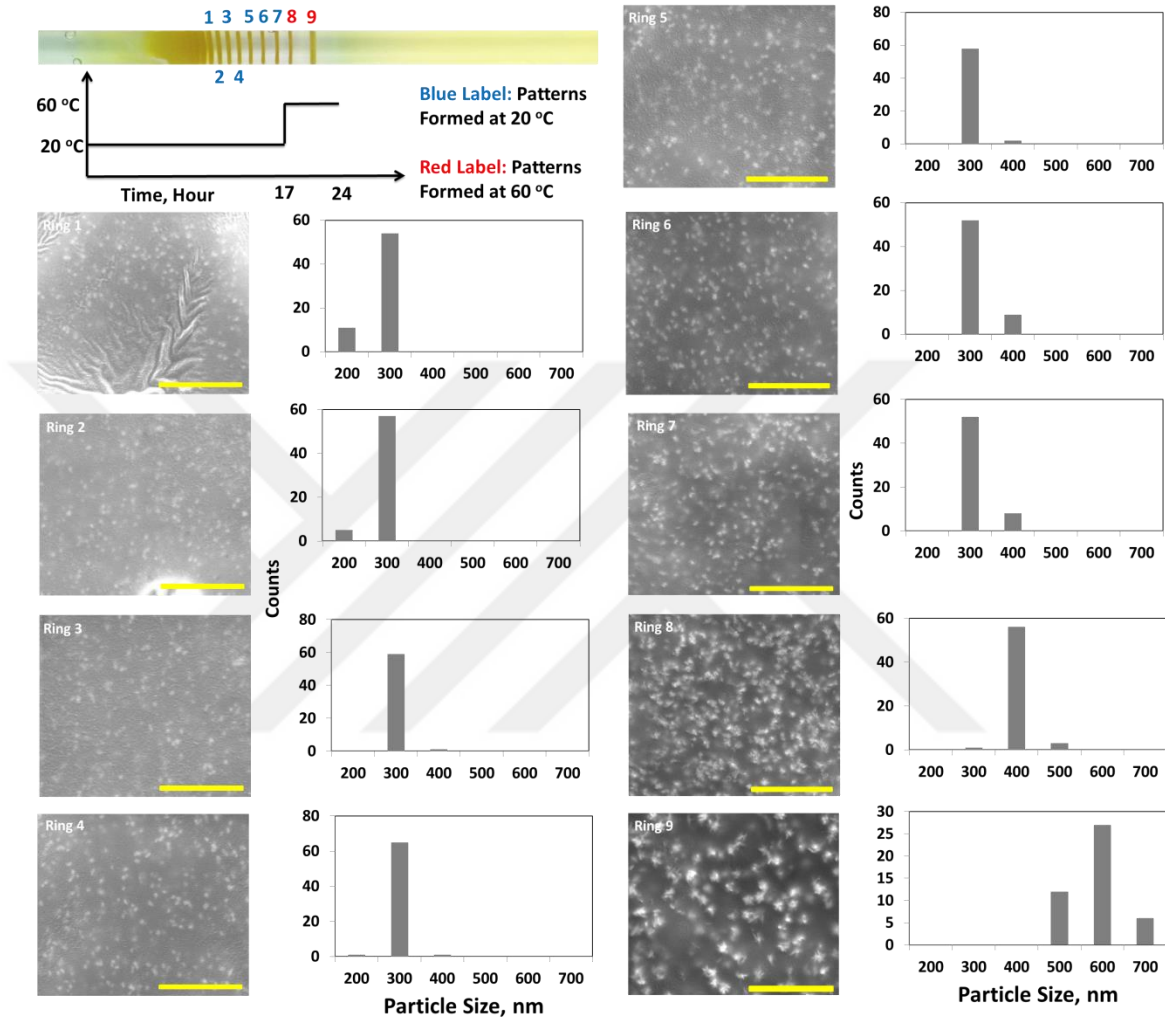 1 3 5 6 7 8 9
2 4
60 °C
20 °C
Time, Hour
17
24
Blue Label: Patterns
Formed at 20 °C
Red Label: Patterns
Formed at 60 °C
Ring 1
60
40
20
0
200 300 400 500 600 700
Ring 2
60
40
20
0
200 300 400 500 600 700
Counts
Ring 3
80
60
40
20
0
200 300 400 500 600 700
Ring 4
80
60
40
20
0
200 300 400 500 600 700
Particle Size, nm
Ring 5
80
60
40
20
0
200 300 400 500 600 700
Ring 6
60
40
20
0
200 300 400 500 600 700
Ring 7
60
40
20
0
200 300 400 500 600 700
Counts
Ring 8
60
40
20
0
200 300 400 500 600 700
Ring 9
30
25
20
15
10
5
0
200 300 400 500 600 700
Particle Size, nm